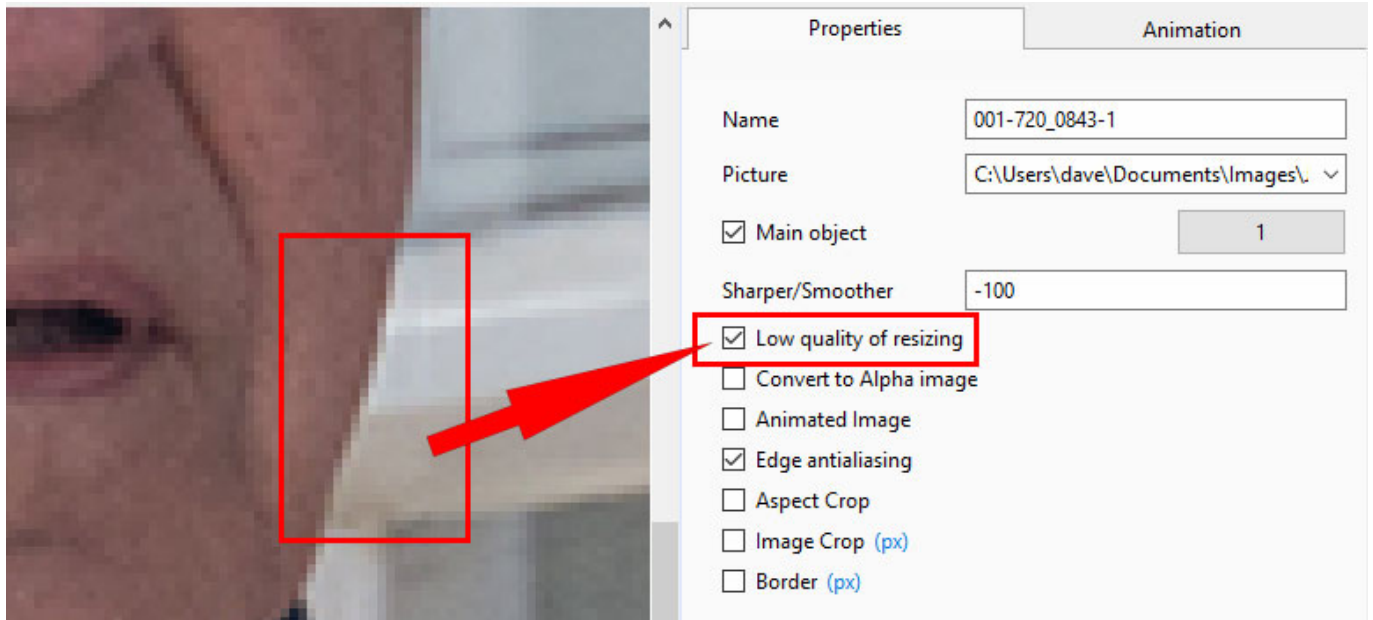 Properties Animation
Name 001-720_0843-1
Picture C:\Users\dave\Documents\Images\.
Main object 1
Sharper/Smoother -100
Low quality of resizing
Convert to Alpha image
Animated Image
Edge antialiasing
Aspect Crop
Image Crop (px)
Border (px)